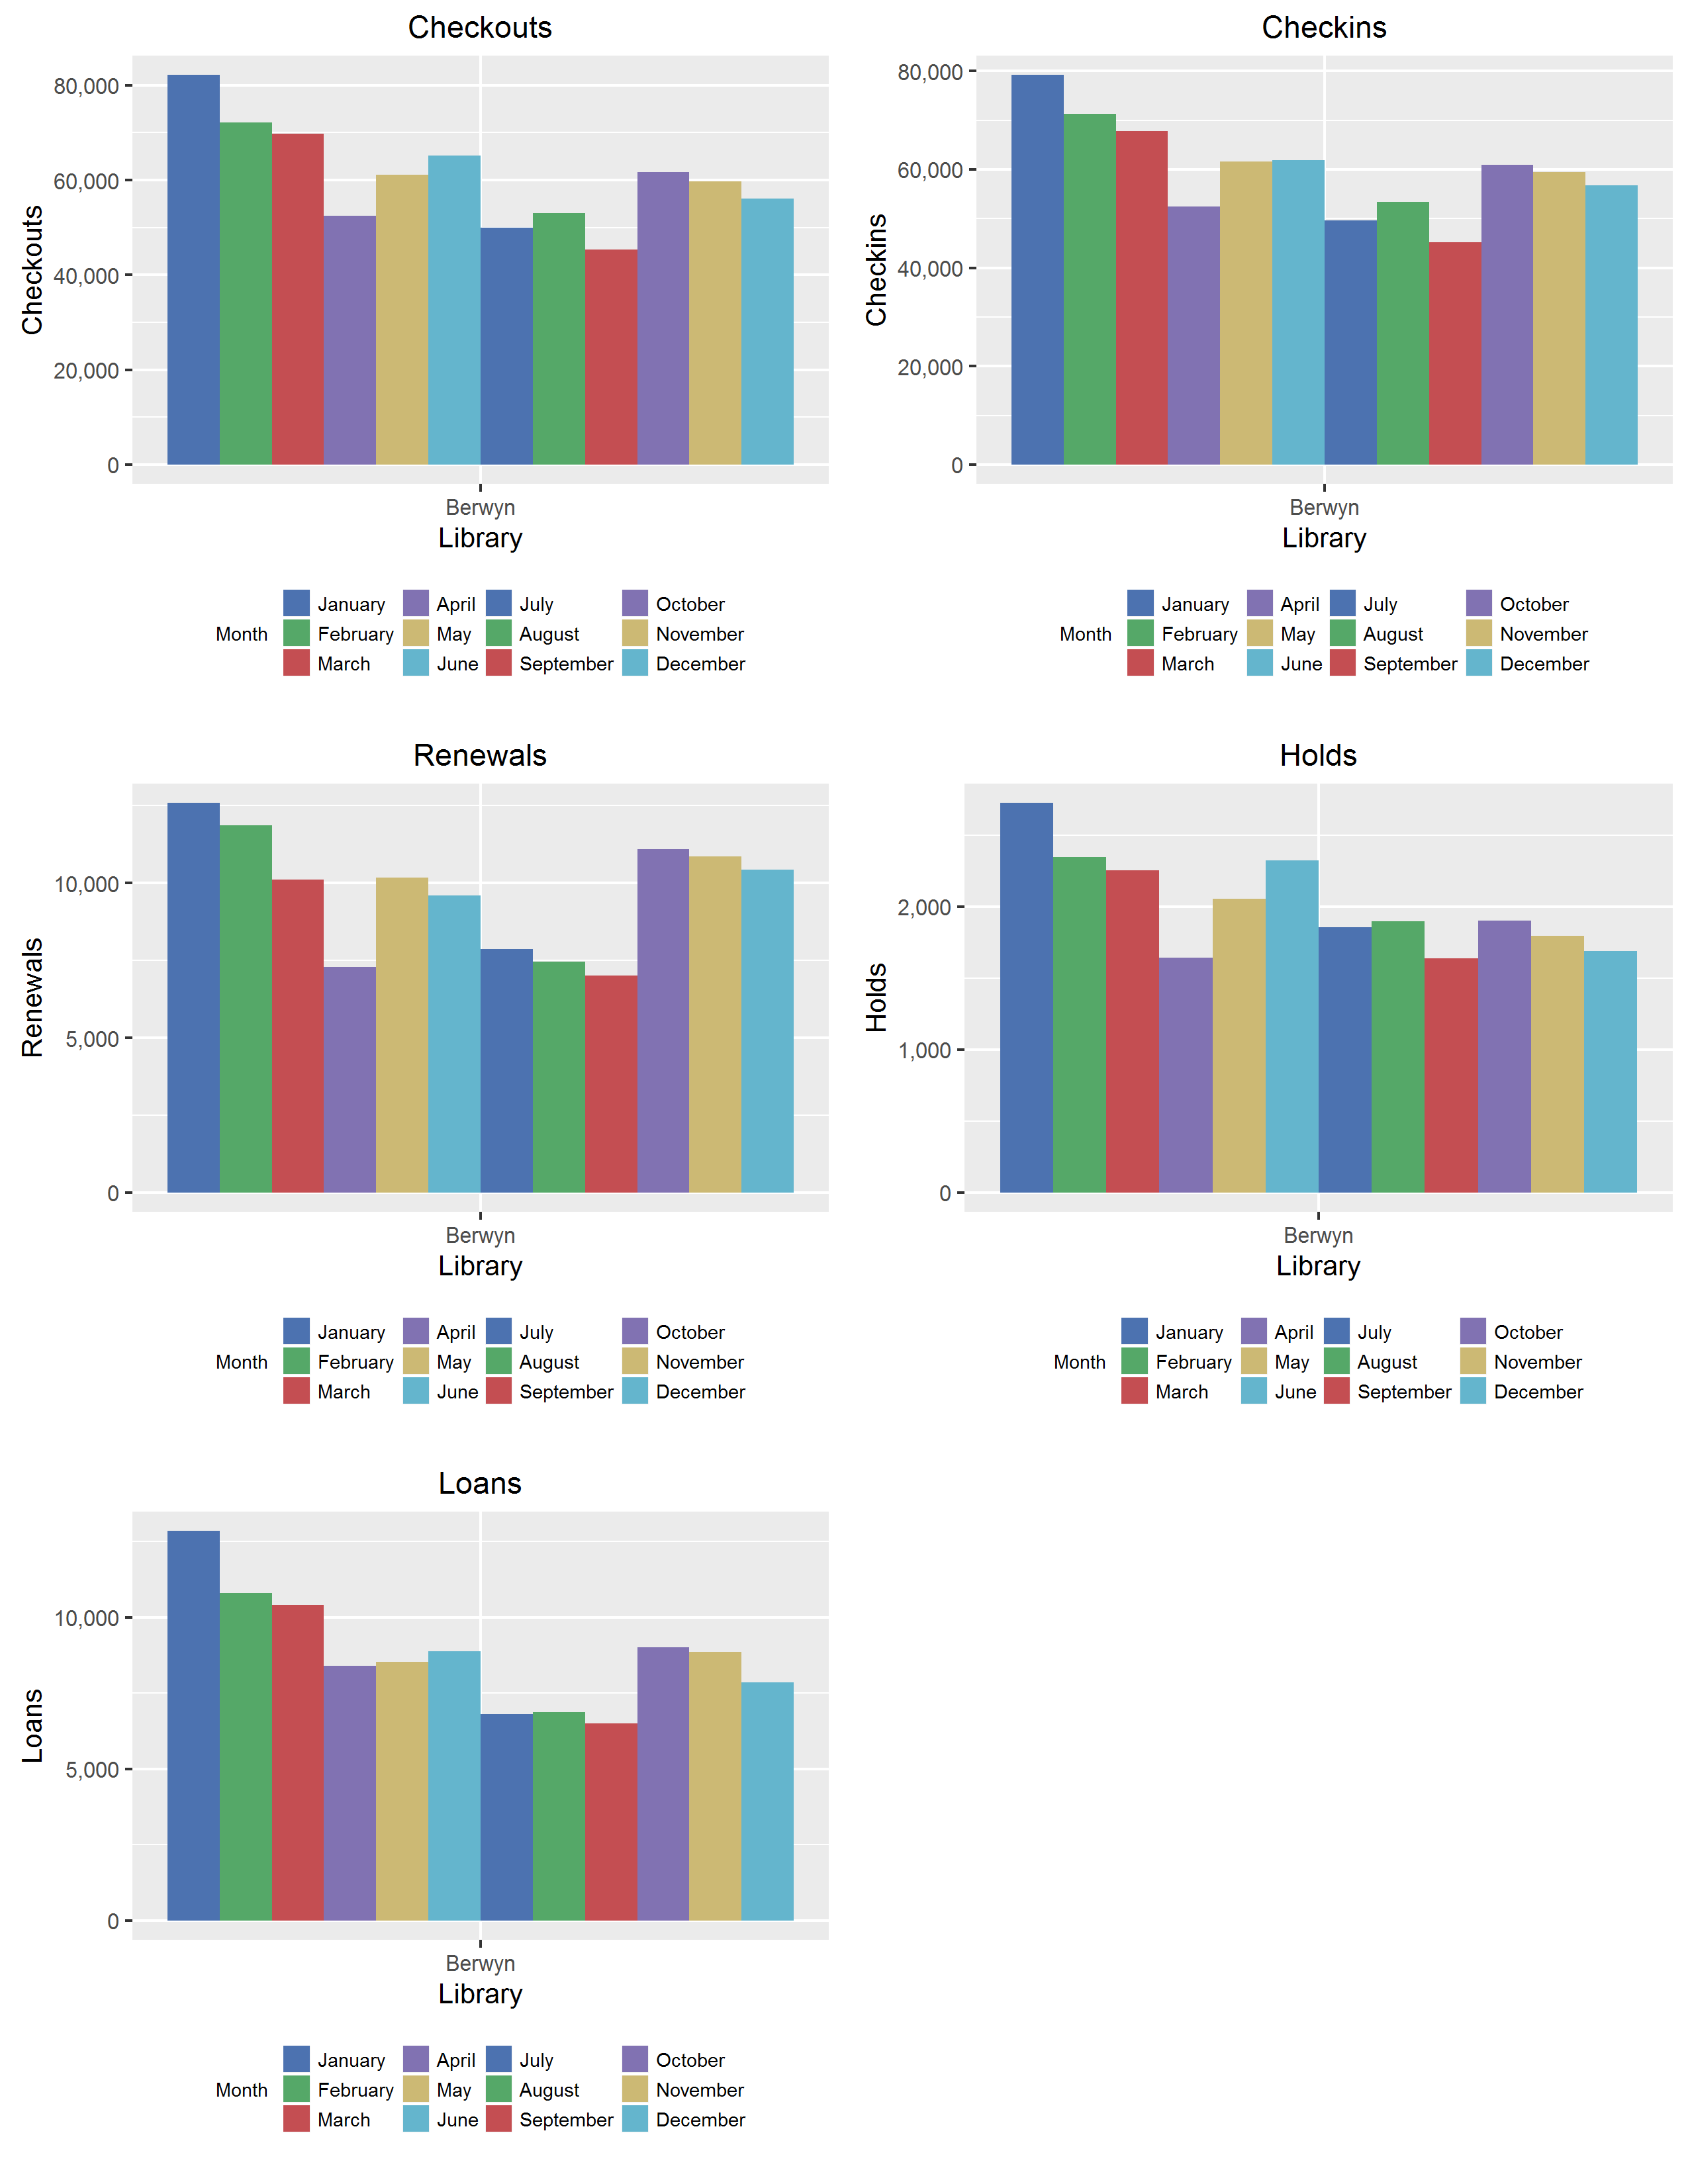 Checkouts
80,000
60,000
40,000
20,000
0
Checkouts
Berwyn
Library
Month
January April July October
February May August November
March June September December
Checkins
80,000
60,000
40,000
20,000
0
Checkins
Berwyn
Library
Month
January April July October
February May August November
March June September December
Renewals
10,000
5,000
0
Renewals
Berwyn
Library
Month
January April July October
February May August November
March June September December
Holds
2,000
1,000
0
Holds
Berwyn
Library
Month
January April July October
February May August November
March June September December
Loans
10,000
5,000
0
Loans
Berwyn
Library
Month
January April July October
February May August November
March June September December